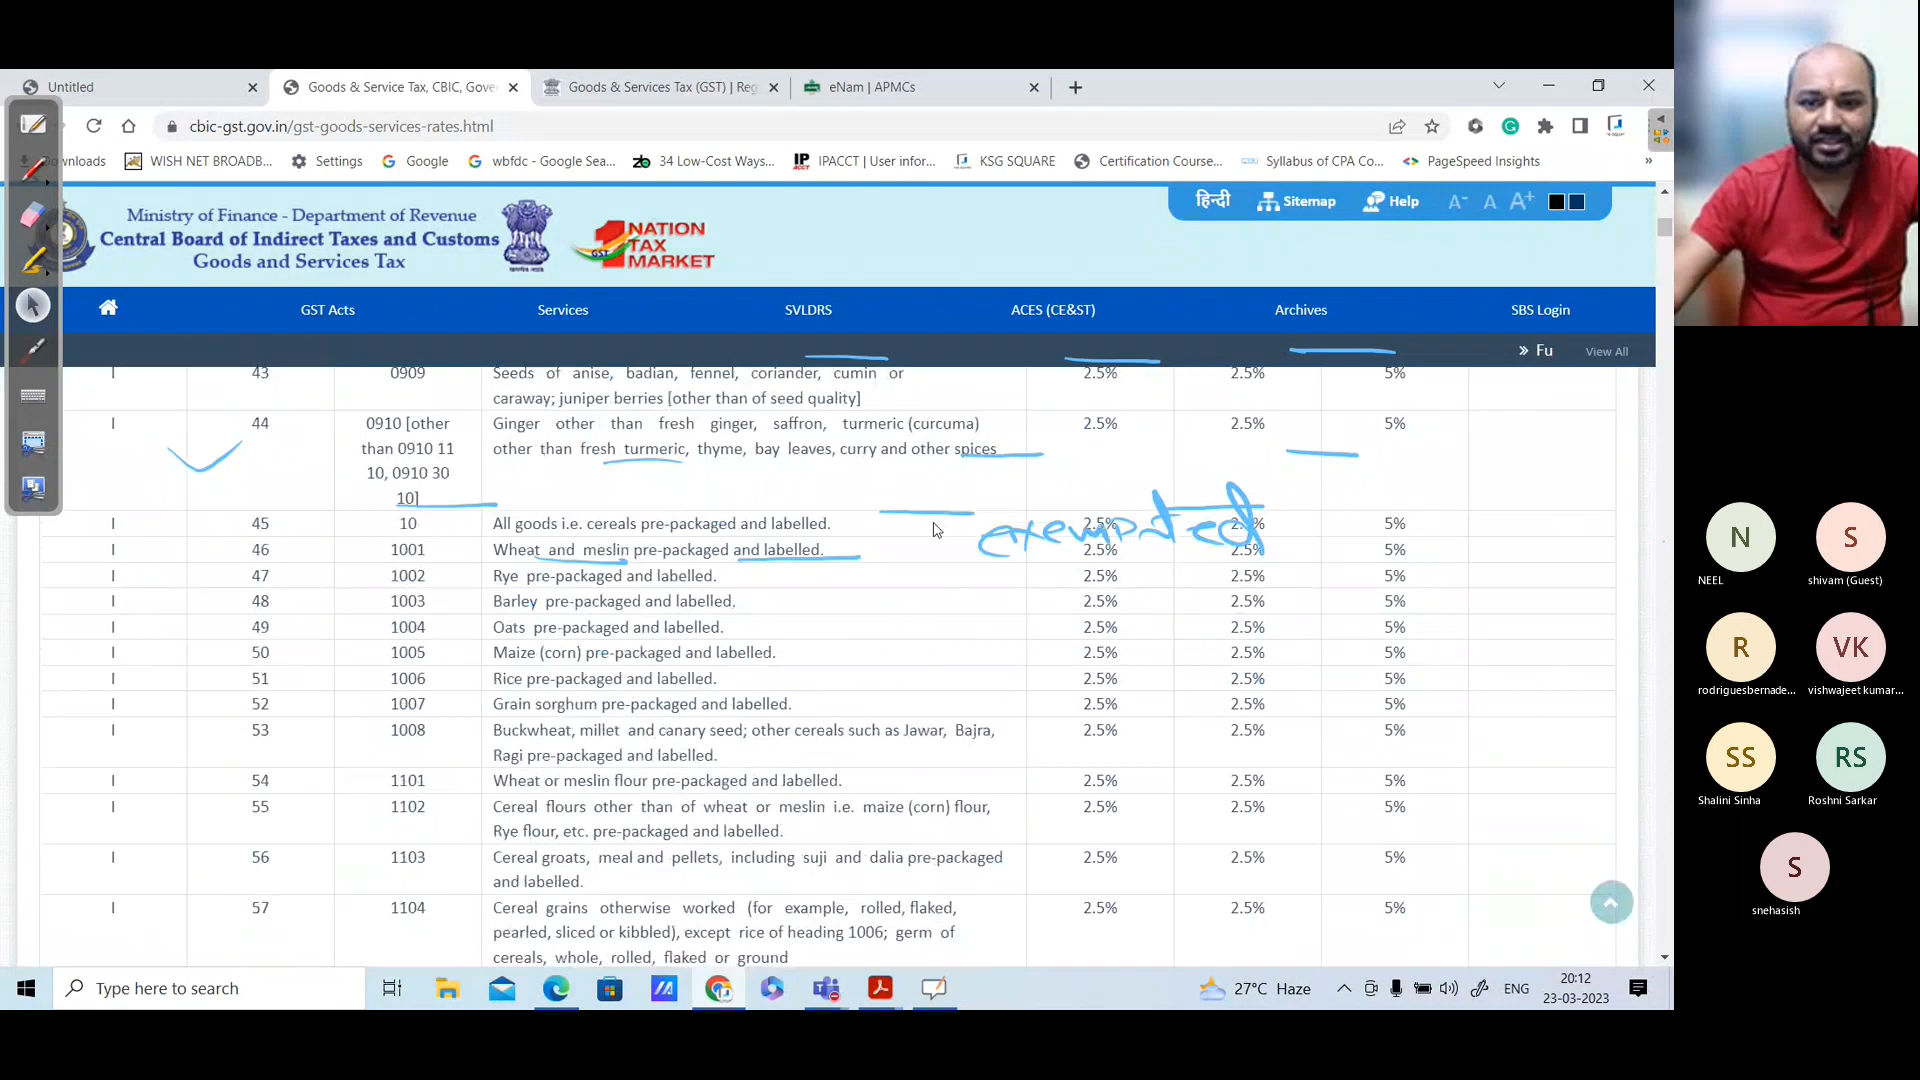 Untitled
Goods & Service Tax, CBIC, Gove
Goods & Services Tax (GST) | Reg
eNam | APMCs
cbic-gst.gov.in/gst-goods-services-rates.html
ownloads
WISH NET BROADB...
Settings
Google
wbfdc - Google Sea...
34 Low-Cost Ways...
IPACCT | User infor...
KSG SQUARE
Certification Course...
Syllabus of CPA Co...
PageSpeed Insights
»
Ministry of Finance - Department of Revenue
Central Board of Indirect Taxes and Customs
Goods and Services Tax
NATION
TAX
MARKET
GST
हिन्दी Sitemap Help A- A A+
GST Acts Services SVLDRS ACES (CE&ST) Archives SBS Login
» Fu View All
I 43 0909 Seeds of anise, badian, fennel, coriander, cumin or 2.5% 2.5% 5%
caraway; juniper berries [other than of seed quality]
I 44 0910 [other Ginger other than fresh ginger, saffron, turmeric (curcuma) 2.5% 2.5% 5%
than 0910 11 other than fresh turmeric, thyme, bay leaves, curry and other spices
10, 0910 30
10]
I 45 10 All goods i.e. cereals pre-packaged and labelled. 2.5% 2.5% 5%
exempted
I 46 1001 Wheat and meslin pre-packaged and labelled. 2.5% 2.5% 5%
I 47 1002 Rye pre-packaged and labelled. 2.5% 2.5% 5%
I 48 1003 Barley pre-packaged and labelled. 2.5% 2.5% 5%
I 49 1004 Oats pre-packaged and labelled. 2.5% 2.5% 5%
I 50 1005 Maize (corn) pre-packaged and labelled. 2.5% 2.5% 5%
I 51 1006 Rice pre-packaged and labelled. 2.5% 2.5% 5%
I 52 1007 Grain sorghum pre-packaged and labelled. 2.5% 2.5% 5%
I 53 1008 Buckwheat, millet and canary seed; other cereals such as Jawar, Bajra, 2.5% 2.5% 5%
Ragi pre-packaged and labelled.
I 54 1101 Wheat or meslin flour pre-packaged and labelled. 2.5% 2.5% 5%
I 55 1102 Cereal flours other than of wheat or meslin i.e. maize (corn) flour, 2.5% 2.5% 5%
Rye flour, etc. pre-packaged and labelled.
I 56 1103 Cereal groats, meal and pellets, including suji and dalia pre-packaged 2.5% 2.5% 5%
and labelled.
I 57 1104 Cereal grains otherwise worked (for example, rolled, flaked, 2.5% 2.5% 5%
pearled, sliced or kibbled), except rice of heading 1006; germ of
cereals, whole, rolled, flaked or ground
N S
NEEL shivam (Guest)
R VK
rodriguesbernade... vishwajeet kumar...
SS RS
Shalini Sinha Roshni Sarkar
S
snehasish
Type here to search
27°C Haze
ENG
20:12
23-03-2023